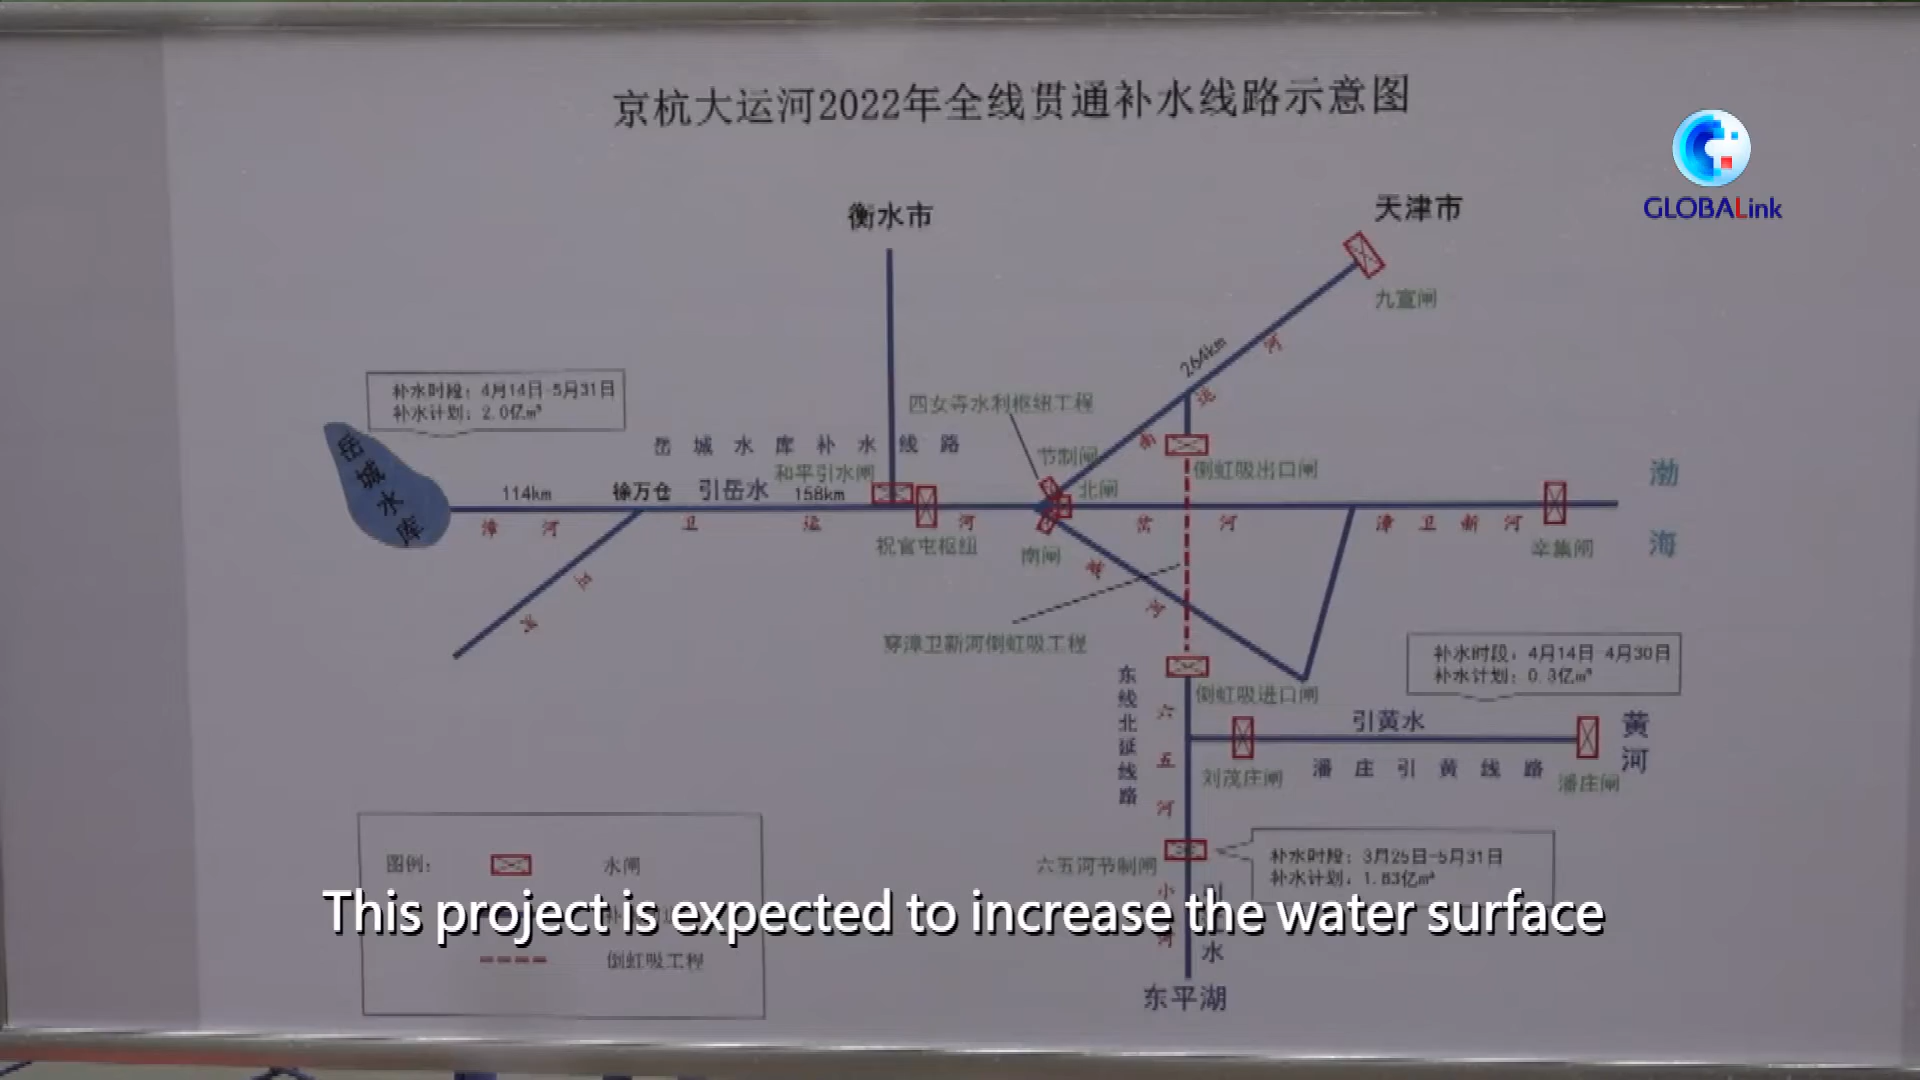 京杭大运河2022年全线贯通补水线路示意图
GLOBALink
衡水市
天津市
九宣闸
264km
南运河
补水时段：4月14日-5月31日
补水计划：2.0亿m³
四女寺水利枢纽工程
岳城水库补水线路
岳城水库
和平引水闸
节制闸
倒虹吸出口闸
北闸
渤海
114km
徐万仓
引岳水
158km
漳河
卫运河
岔河
漳卫新河
祝官屯枢纽
南闸
辛集闸
卫河
减河
穿漳卫新河倒虹吸工程
补水时段：4月14日-4月30日
补水计划：0.3亿m³
东线北延线路
倒虹吸进口闸
六五河
引黄水
黄河
刘茂庄闸
潘庄引黄线路
潘庄闸
六五河节制闸
补水时段：3月25日-5月31日
补水计划：1.83亿m³
图例：
水闸
This project is expected to increase the water surface
小
河
水
倒虹吸工程
东平湖